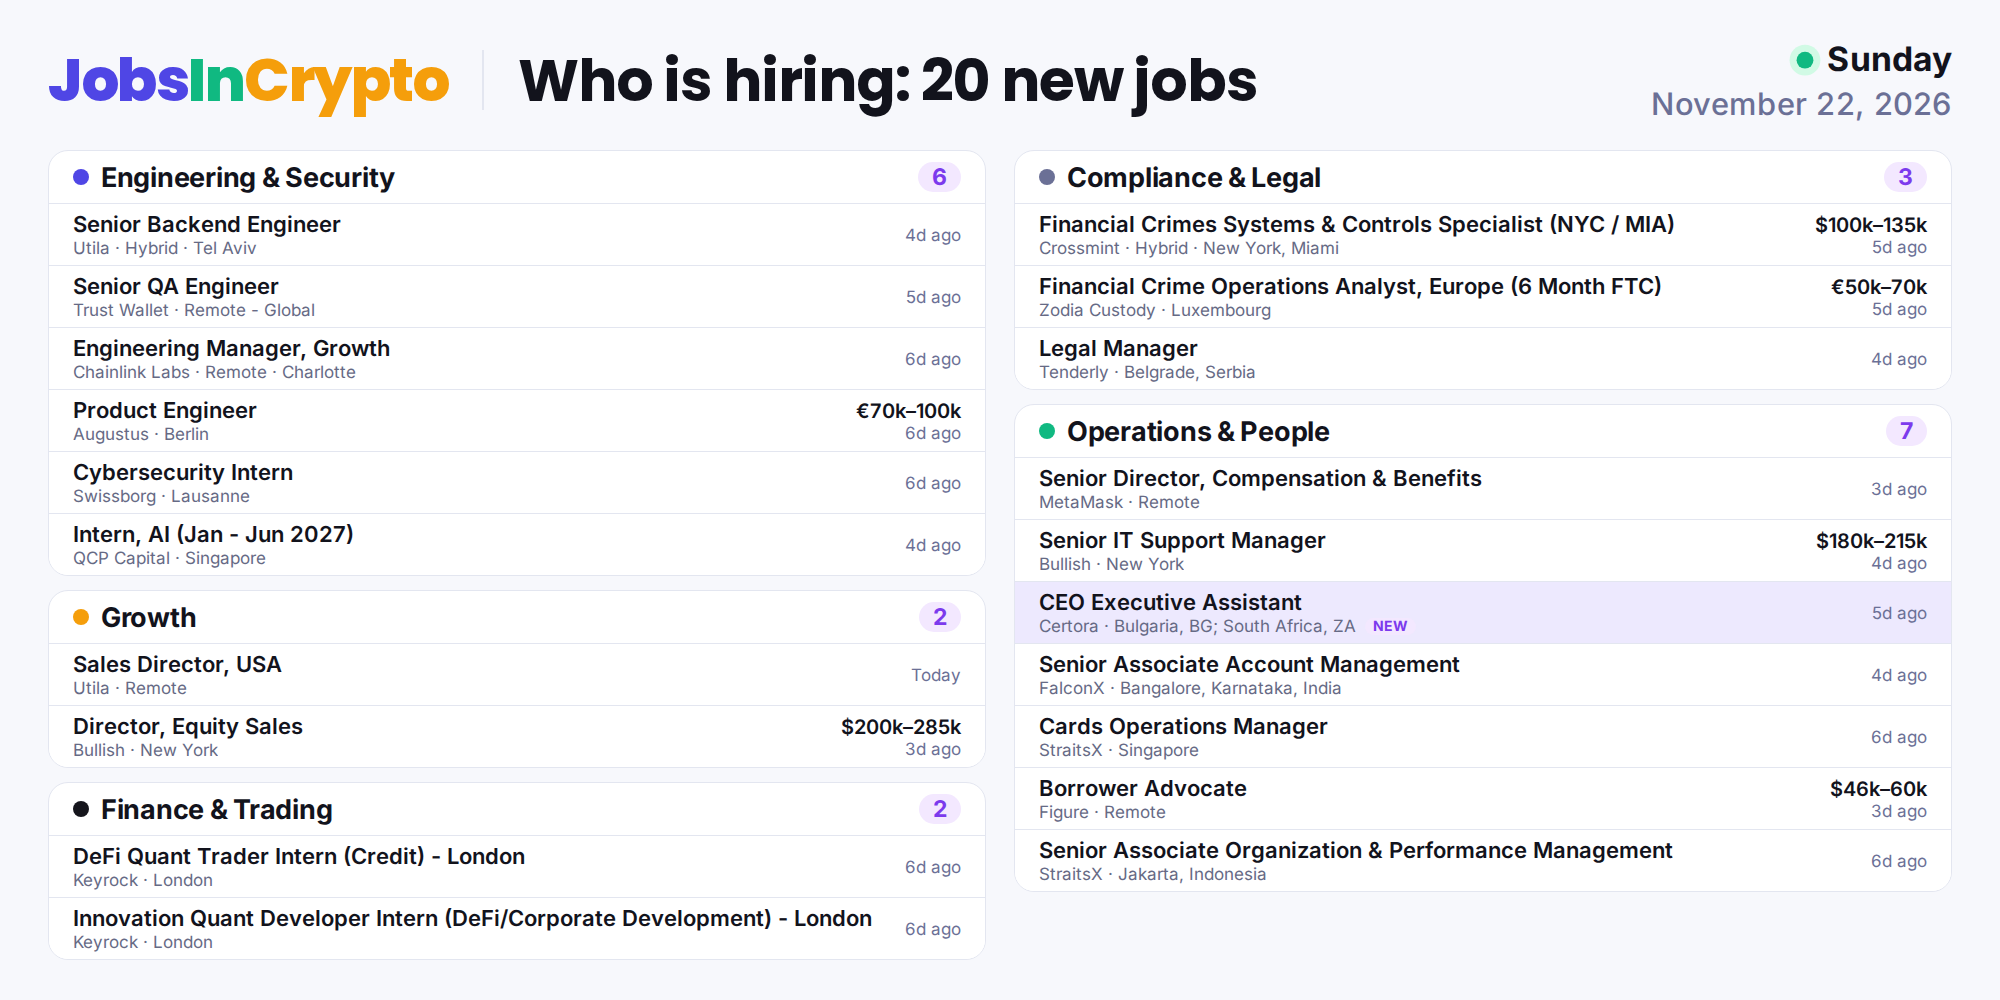 JobsInCrypto
Who is hiring: 20 new jobs
Sunday
November 22, 2026
Engineering & Security
6
Senior Backend Engineer
Utila · Hybrid · Tel Aviv
4d ago
Senior QA Engineer
Trust Wallet · Remote - Global
5d ago
Engineering Manager, Growth
Chainlink Labs · Remote · Charlotte
6d ago
Product Engineer
Augustus · Berlin
€70k–100k
6d ago
Cybersecurity Intern
Swissborg · Lausanne
6d ago
Intern, AI (Jan - Jun 2027)
QCP Capital · Singapore
4d ago
Growth
2
Sales Director, USA
Utila · Remote
Today
Director, Equity Sales
Bullish · New York
$200k–285k
3d ago
Finance & Trading
2
DeFi Quant Trader Intern (Credit) - London
Keyrock · London
6d ago
Innovation Quant Developer Intern (DeFi/Corporate Development) - London
Keyrock · London
6d ago
Compliance & Legal
3
Financial Crimes Systems & Controls Specialist (NYC / MIA)
Crossmint · Hybrid · New York, Miami
$100k–135k
5d ago
Financial Crime Operations Analyst, Europe (6 Month FTC)
Zodia Custody · Luxembourg
€50k–70k
5d ago
Legal Manager
Tenderly · Belgrade, Serbia
4d ago
Operations & People
7
Senior Director, Compensation & Benefits
MetaMask · Remote
3d ago
Senior IT Support Manager
Bullish · New York
$180k–215k
4d ago
CEO Executive Assistant
Certora · Bulgaria, BG; South Africa, ZA NEW
5d ago
Senior Associate Account Management
FalconX · Bangalore, Karnataka, India
4d ago
Cards Operations Manager
StraitsX · Singapore
6d ago
Borrower Advocate
Figure · Remote
$46k–60k
3d ago
Senior Associate Organization & Performance Management
StraitsX · Jakarta, Indonesia
6d ago